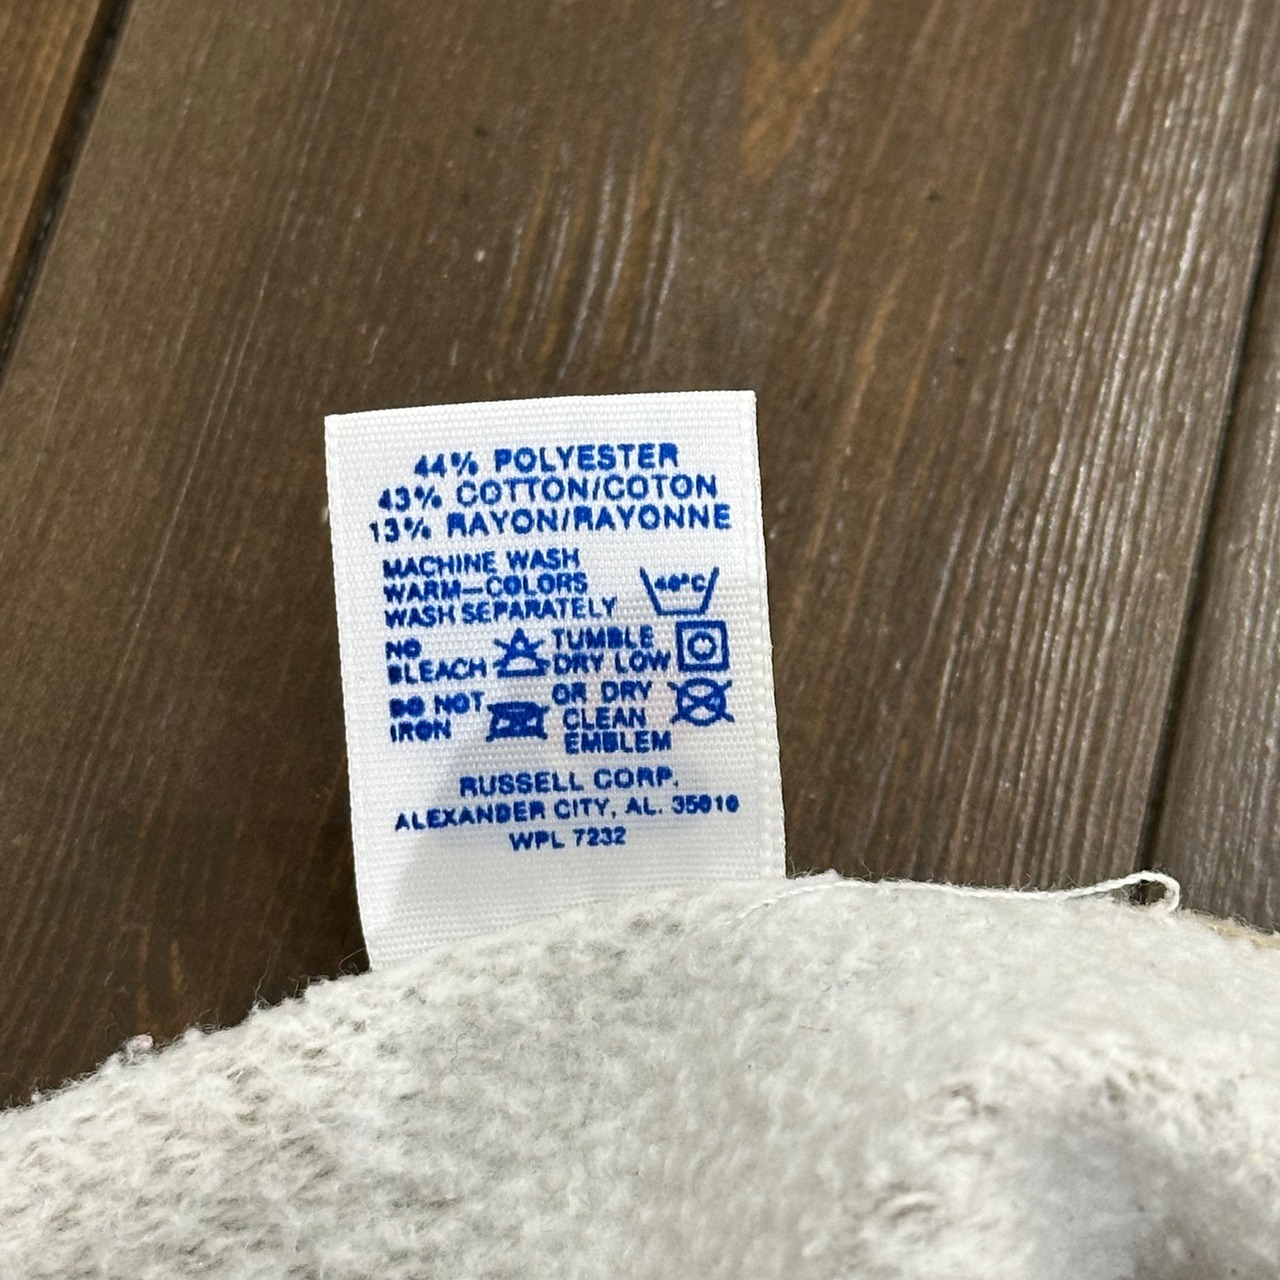 44% POLYESTER
43% COTTON/COTON
13% RAYON/RAYONNE
MACHINE WASH
WARM—COLORS
WASH SEPARATELY
40°C
NO
BLEACH
TUMBLE
DRY LOW
DO NOT
IRON
OR DRY
CLEAN
EMBLEM
RUSSELL CORP.
ALEXANDER CITY, AL. 35010
WPL 7232